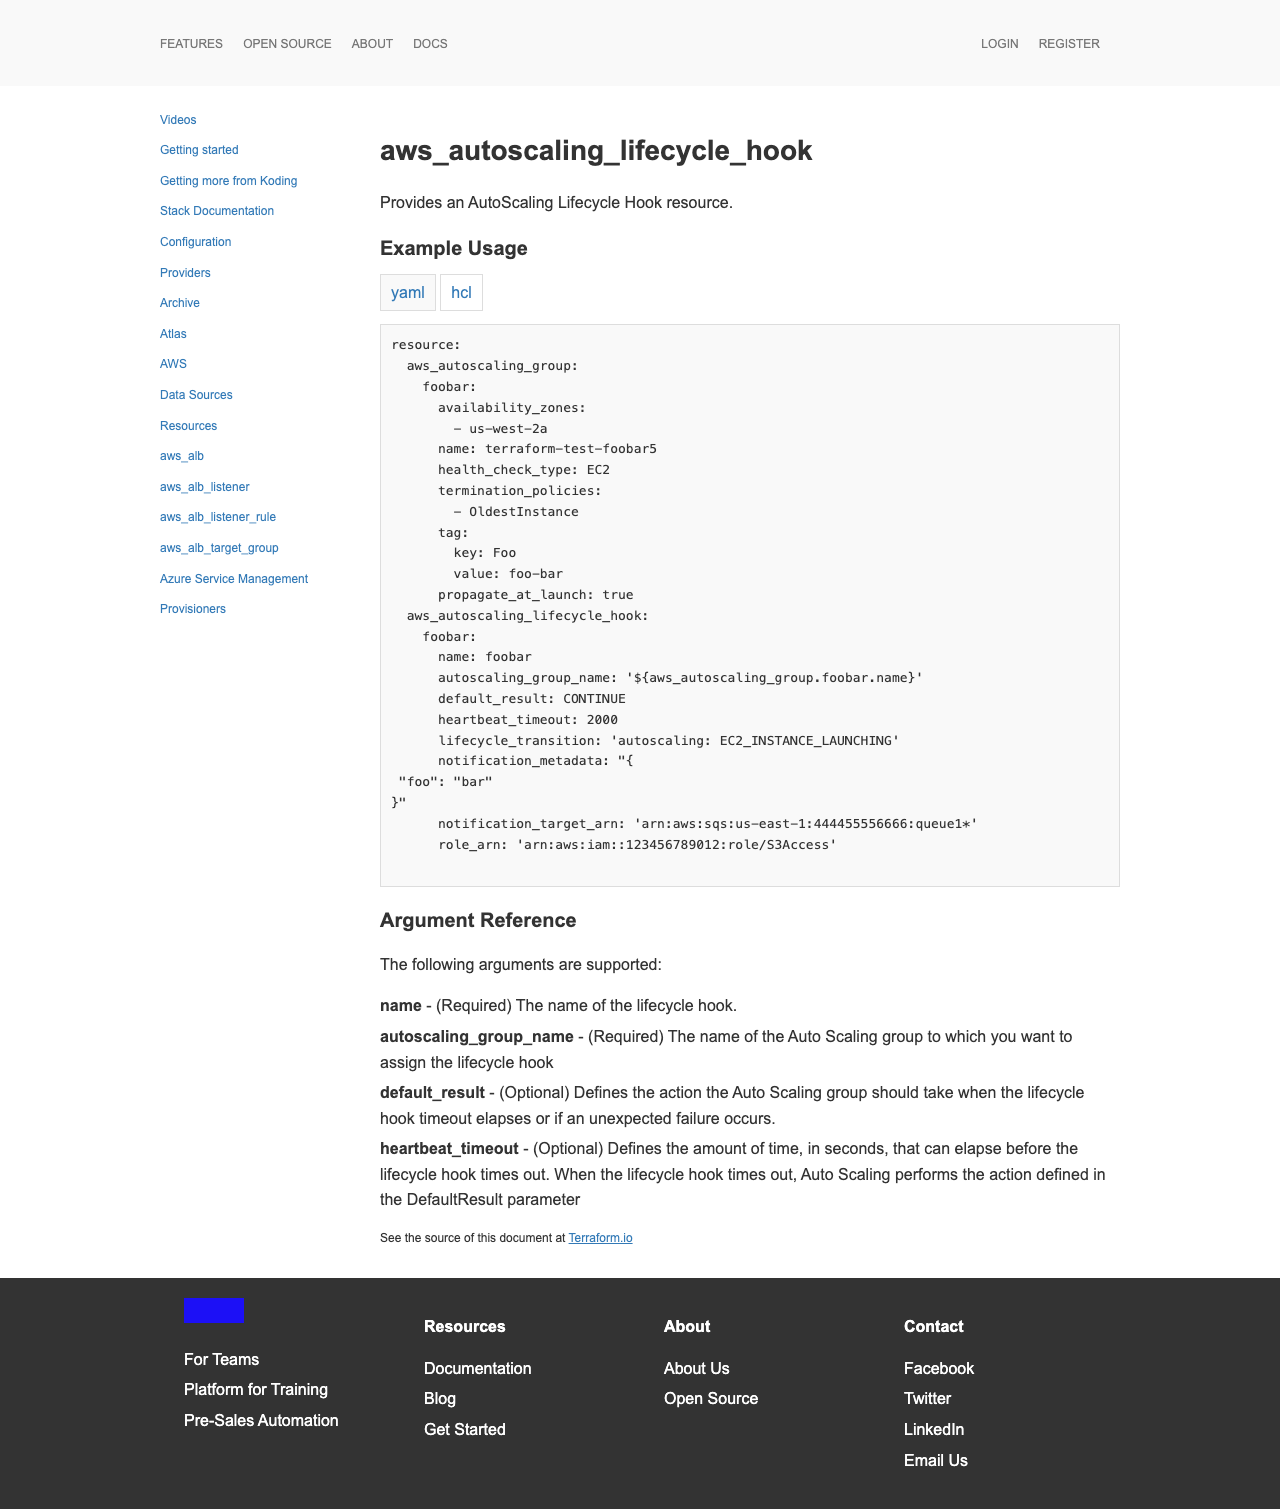 FEATURES OPEN SOURCE ABOUT DOCS LOGIN REGISTER
Videos
Getting started
Getting more from Koding
Stack Documentation
Configuration
Providers
Archive
Atlas
AWS
Data Sources
Resources
aws_alb
aws_alb_listener
aws_alb_listener_rule
aws_alb_target_group
Azure Service Management
Provisioners
aws_autoscaling_lifecycle_hook
Provides an AutoScaling Lifecycle Hook resource.
Example Usage
yaml hcl
resource:
  aws_autoscaling_group:
    foobar:
      availability_zones:
        - us-west-2a
      name: terraform-test-foobar5
      health_check_type: EC2
      termination_policies:
        - OldestInstance
      tag:
        key: Foo
        value: foo-bar
      propagate_at_launch: true
  aws_autoscaling_lifecycle_hook:
    foobar:
      name: foobar
      autoscaling_group_name: '${aws_autoscaling_group.foobar.name}'
      default_result: CONTINUE
      heartbeat_timeout: 2000
      lifecycle_transition: 'autoscaling: EC2_INSTANCE_LAUNCHING'
      notification_metadata: "{
 "foo": "bar"
}"
      notification_target_arn: 'arn:aws:sqs:us-east-1:444455556666:queue1*'
      role_arn: 'arn:aws:iam::123456789012:role/S3Access'
Argument Reference
The following arguments are supported:
name - (Required) The name of the lifecycle hook.
autoscaling_group_name - (Required) The name of the Auto Scaling group to which you want to
assign the lifecycle hook
default_result - (Optional) Defines the action the Auto Scaling group should take when the lifecycle
hook timeout elapses or if an unexpected failure occurs.
heartbeat_timeout - (Optional) Defines the amount of time, in seconds, that can elapse before the
lifecycle hook times out. When the lifecycle hook times out, Auto Scaling performs the action defined in
the DefaultResult parameter
See the source of this document at Terraform.io
For Teams
Platform for Training
Pre-Sales Automation
Resources
Documentation
Blog
Get Started
About
About Us
Open Source
Contact
Facebook
Twitter
LinkedIn
Email Us